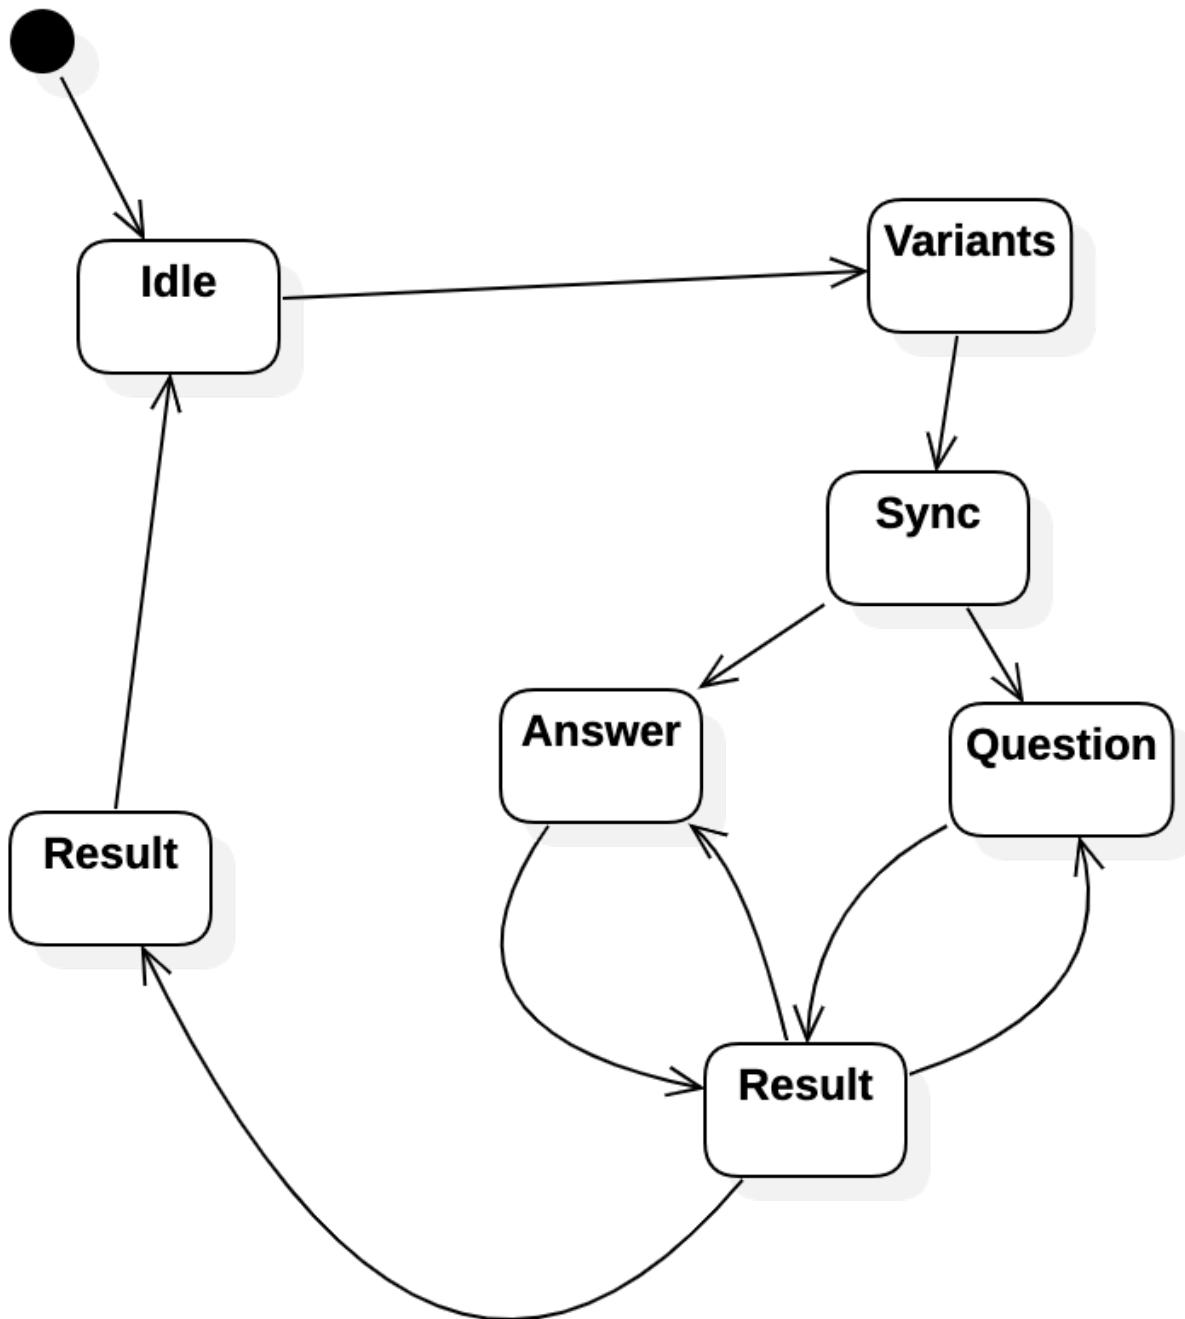 Variants
Idle
Sync
Answer
Question
Result
Result